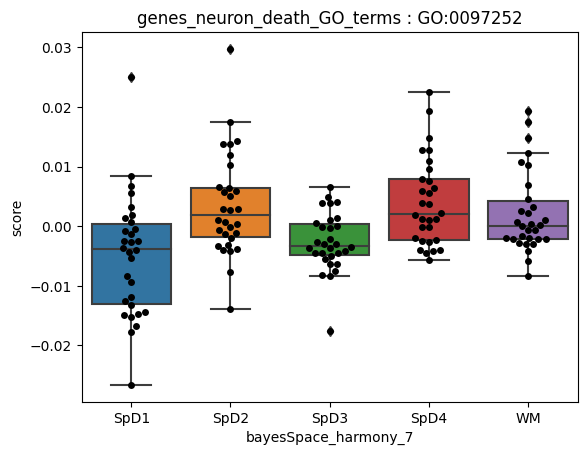 genes_neuron_death_GO_terms : GO:0097252
0.03
0.02
0.01
0.00
−0.01
−0.02
score
SpD1 SpD2 SpD3 SpD4 WM
bayesSpace_harmony_7